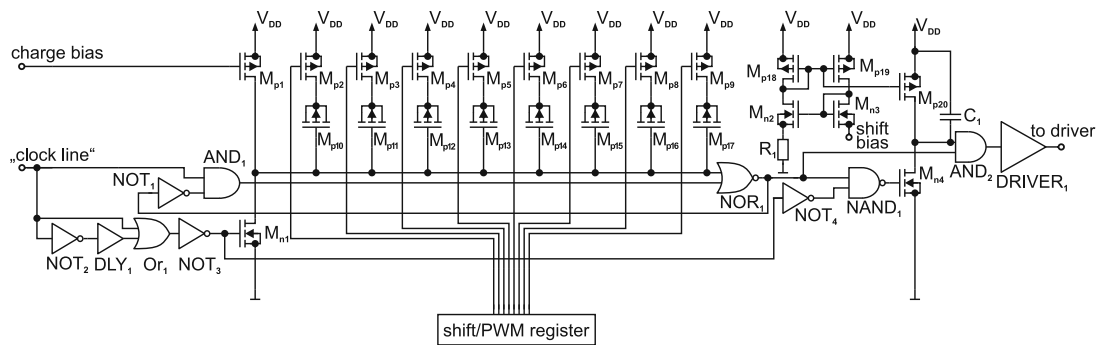 V_DD V_DD V_DD V_DD V_DD V_DD V_DD V_DD V_DD V_DD V_DD V_DD
charge bias
M_p1 M_p2 M_p3 M_p4 M_p5 M_p6 M_p7 M_p8 M_p9 M_p18 M_p19 M_p20
M_n2 M_n3 C_1
M_p10 M_p11 M_p12 M_p13 M_p14 M_p15 M_p16 M_p17
shift
bias
R_1
to driver
„clock line“
AND_1
NOT_1
NOR_1
NOT_4
NAND_1
M_n4
AND_2
DRIVER_1
M_n1
NOT_2 DLY_1 Or_1 NOT_3
shift/PWM register